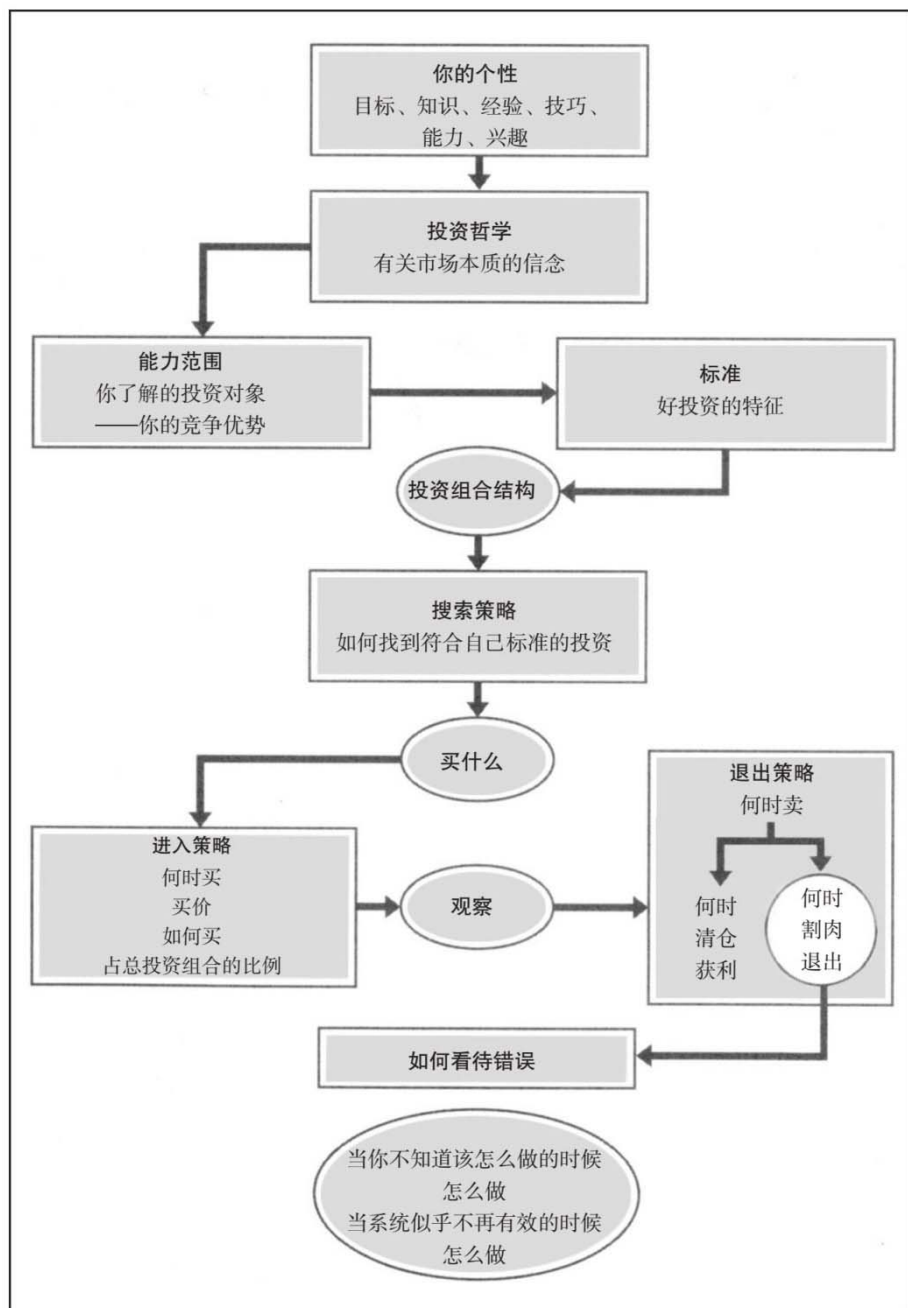 你的个性
目标、知识、经验、技巧、
能力、兴趣
投资哲学
有关市场本质的信念
能力范围
你了解的投资对象
——你的竞争优势
标准
好投资的特征
投资组合结构
搜索策略
如何找到符合自己标准的投资
买什么
进入策略
何时买
买价
如何买
占总投资组合的比例
观察
退出策略
何时卖
何时
清仓
获利
何时
割肉
退出
如何看待错误
当你不知道该怎么做的时候
怎么做
当系统似乎不再有效的时候
怎么做